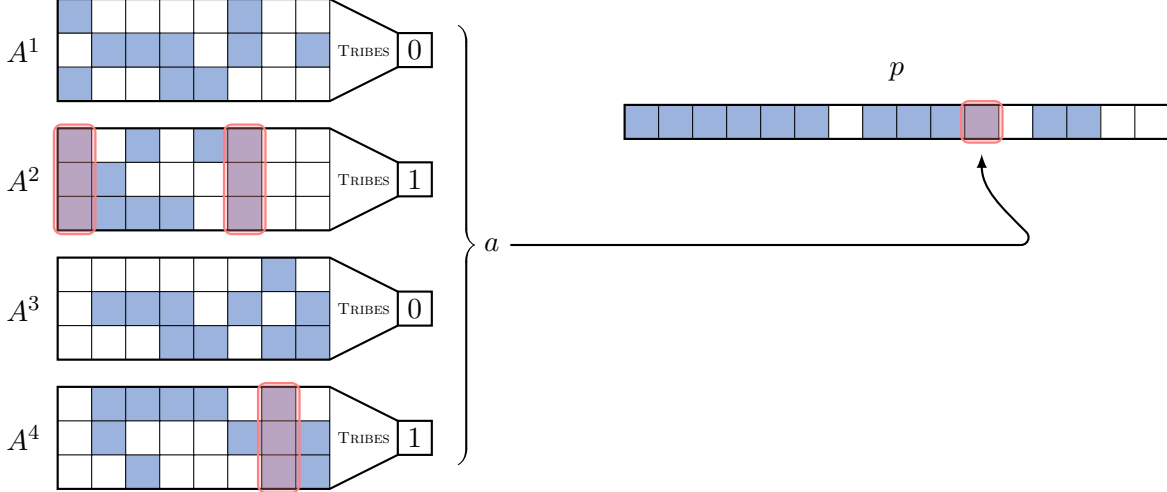 A¹ TRIBES 0
p
A² TRIBES 1
a
A³ TRIBES 0
A⁴ TRIBES 1